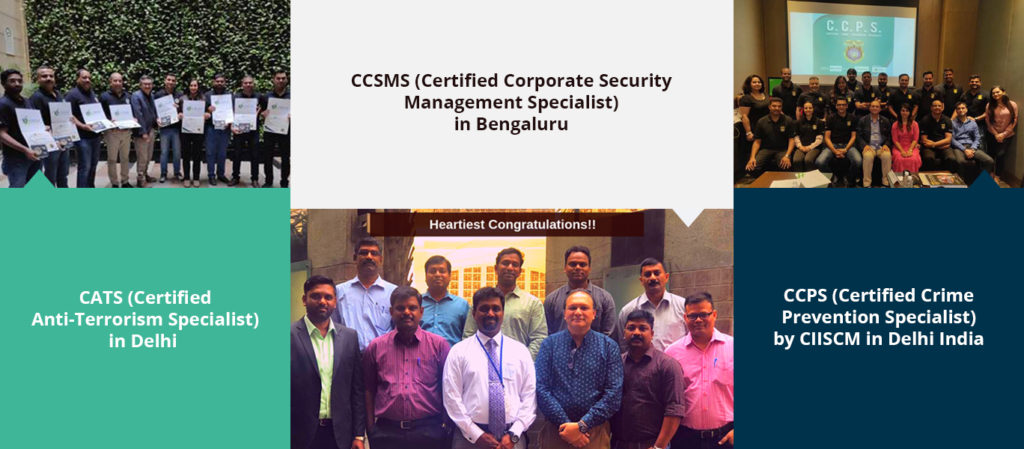 C.C.P.S.
CCSMS (Certified Corporate Security
Management Specialist)
in Bengaluru
Heartiest Congratulations!!
CATS (Certified
Anti-Terrorism Specialist)
in Delhi
CCPS (Certified Crime
Prevention Specialist)
by CIISCM in Delhi India